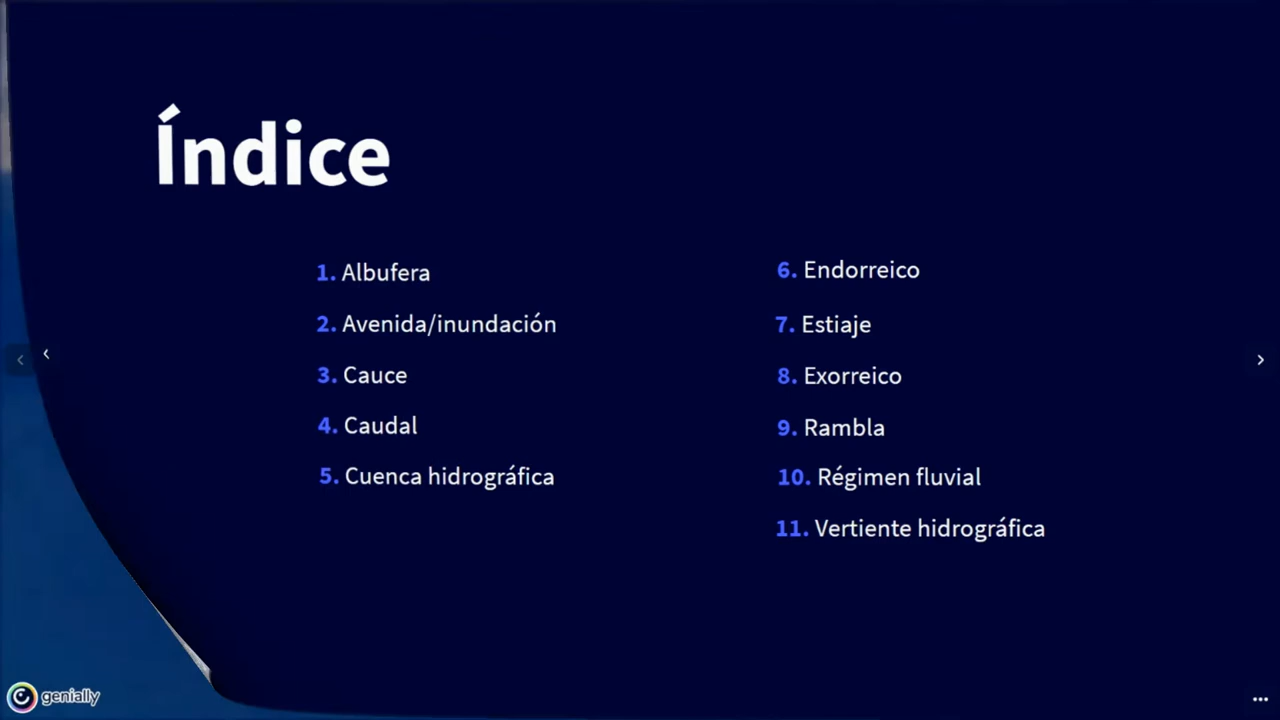 Índice
1. Albufera
2. Avenida/inundación
3. Cauce
4. Caudal
5. Cuenca hidrográfica
6. Endorreico
7. Estiaje
8. Exorreico
9. Rambla
10. Régimen fluvial
11. Vertiente hidrográfica
genially